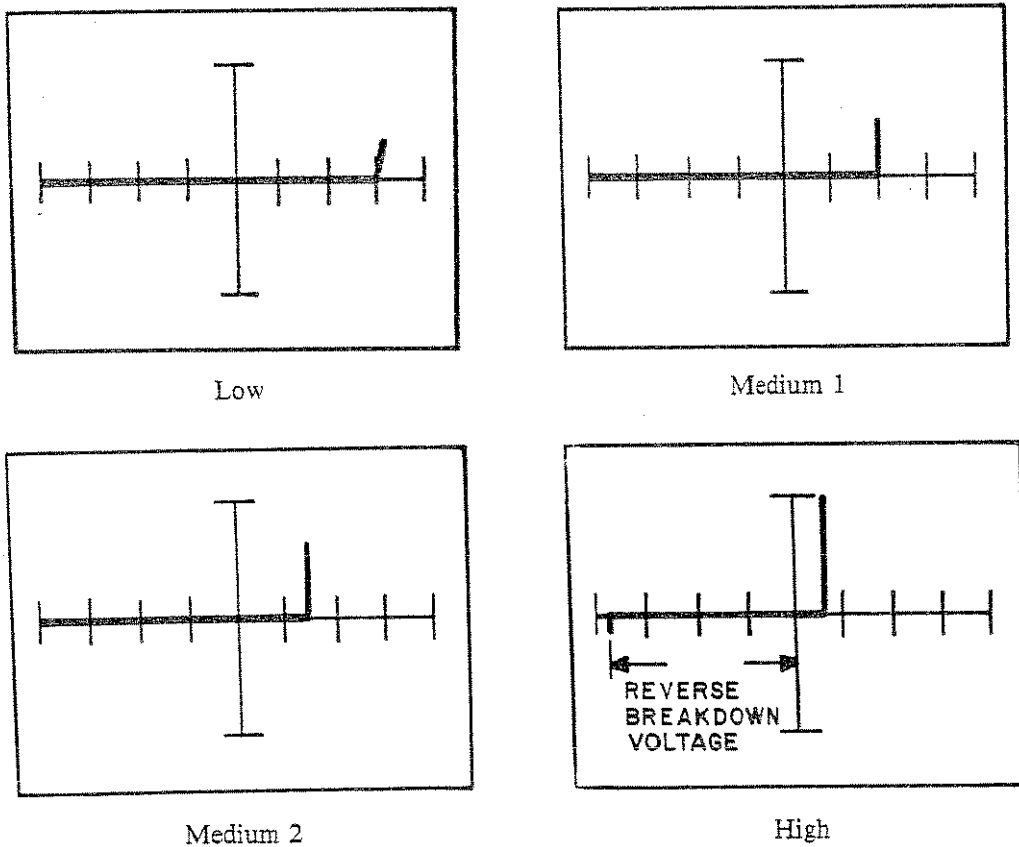 Low
Medium 1
REVERSE
BREAKDOWN
VOLTAGE
Medium 2
High